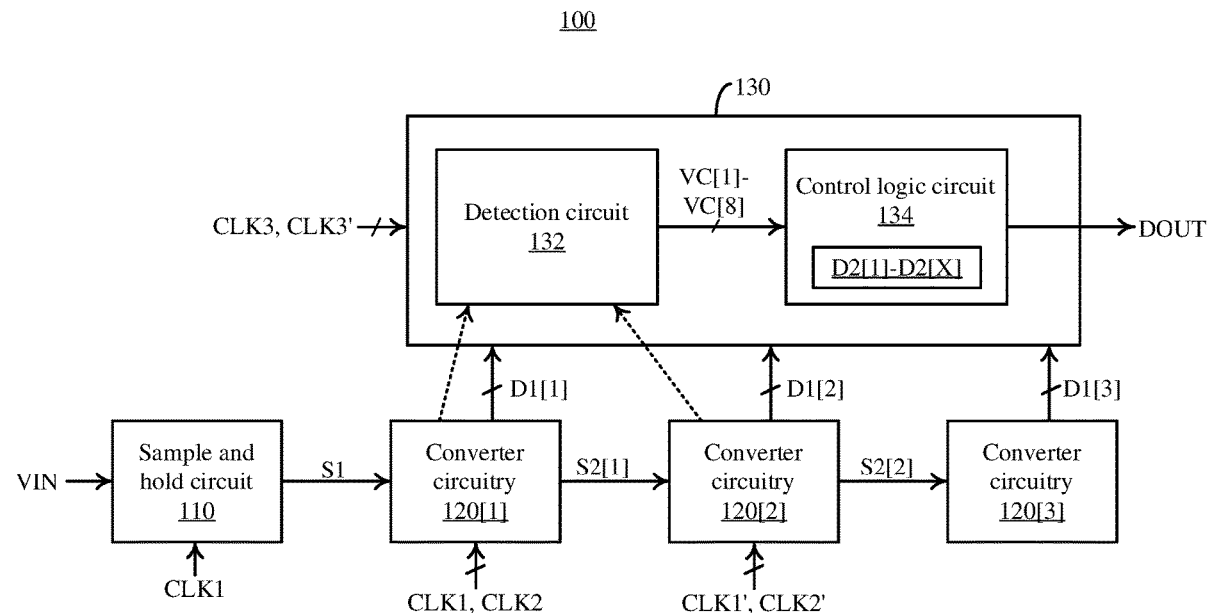 100
130
Detection circuit
132
VC[1]-
VC[8]
Control logic circuit
134
D2[1]-D2[X]
CLK3, CLK3'
DOUT
D1[1]
D1[2]
D1[3]
VIN
Sample and
hold circuit
110
S1
Converter
circuitry
120[1]
S2[1]
Converter
circuitry
120[2]
S2[2]
Converter
circuitry
120[3]
CLK1
CLK1, CLK2
CLK1', CLK2'